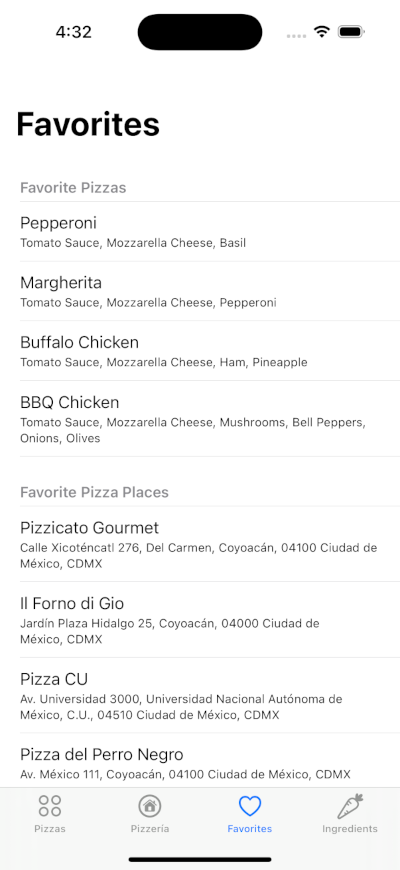 4:32
Favorites
Favorite Pizzas
Pepperoni
Tomato Sauce, Mozzarella Cheese, Basil
Margherita
Tomato Sauce, Mozzarella Cheese, Pepperoni
Buffalo Chicken
Tomato Sauce, Mozzarella Cheese, Ham, Pineapple
BBQ Chicken
Tomato Sauce, Mozzarella Cheese, Mushrooms, Bell Peppers,
Onions, Olives
Favorite Pizza Places
Pizzicato Gourmet
Calle Xicoténcatl 276, Del Carmen, Coyoacán, 04100 Ciudad de
México, CDMX
Il Forno di Gio
Jardín Plaza Hidalgo 25, Coyoacán, 04000 Ciudad de
México, CDMX
Pizza CU
Av. Universidad 3000, Universidad Nacional Autónoma de
México, C.U., 04510 Ciudad de México, CDMX
Pizza del Perro Negro
Av. México 111, Coyoacán, 04100 Ciudad de México, CDMX
Pizzas
Pizzería
Favorites
Ingredients